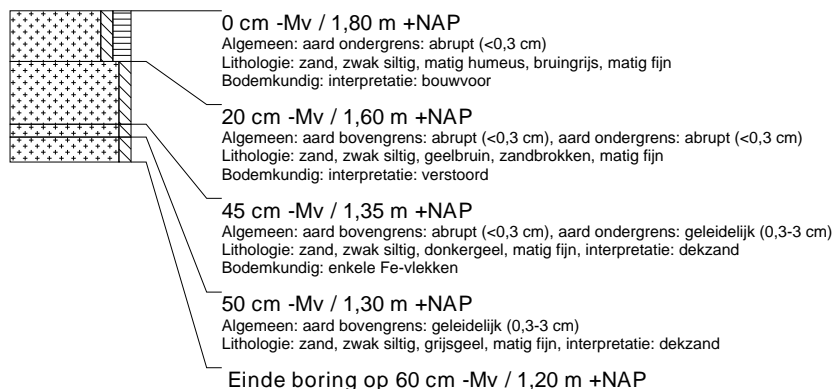 0 cm -Mv / 1,80 m +NAP
Algemeen: aard ondergrens: abrupt (<0,3 cm)
Lithologie: zand, zwak siltig, matig humeus, bruingrijs, matig fijn
Bodemkundig: interpretatie: bouwvoor
20 cm -Mv / 1,60 m +NAP
Algemeen: aard bovengrens: abrupt (<0,3 cm), aard ondergrens: abrupt (<0,3 cm)
Lithologie: zand, zwak siltig, geelbruin, zandbrokken, matig fijn
Bodemkundig: interpretatie: verstoord
45 cm -Mv / 1,35 m +NAP
Algemeen: aard bovengrens: abrupt (<0,3 cm), aard ondergrens: geleidelijk (0,3-3 cm)
Lithologie: zand, zwak siltig, donkergeel, matig fijn, interpretatie: dekzand
Bodemkundig: enkele Fe-vlekken
50 cm -Mv / 1,30 m +NAP
Algemeen: aard bovengrens: geleidelijk (0,3-3 cm)
Lithologie: zand, zwak siltig, grijsgeel, matig fijn, interpretatie: dekzand
Einde boring op 60 cm -Mv / 1,20 m +NAP